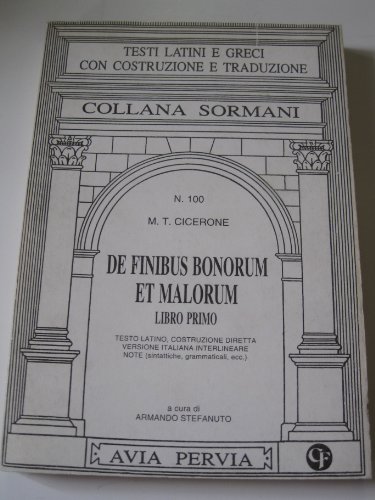 TESTI LATINI E GRECI
CON COSTRUZIONE E TRADUZIONE
COLLANA SORMANI
N. 100
M. T. CICERONE
DE FINIBUS BONORUM
ET MALORUM
LIBRO PRIMO
TESTO LATINO, COSTRUZIONE DIRETTA
VERSIONE ITALIANA INTERLINEARE
NOTE (sintattiche, grammaticali, ecc.)
a cura di
ARMANDO STEFANUTO
AVIA PERVIA